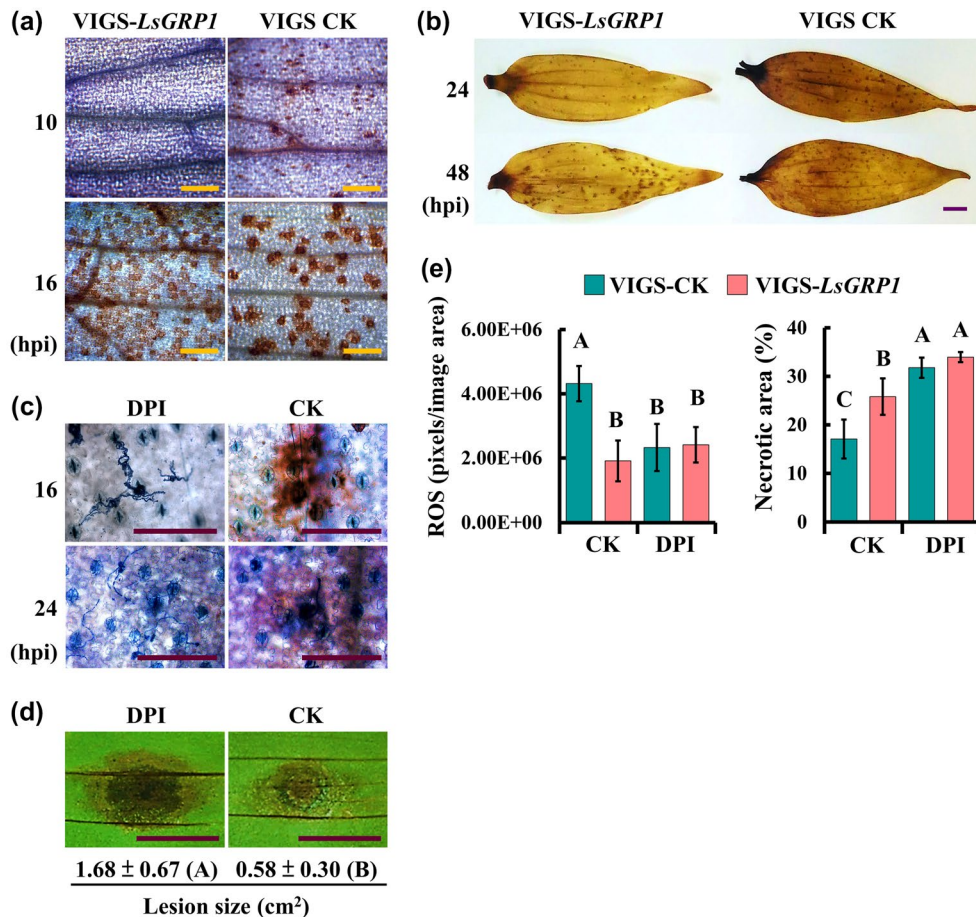 (a)
VIGS-LsGRP1 VIGS CK
10
16
(hpi)
(b)
VIGS-LsGRP1 VIGS CK
24
48
(hpi)
(c)
DPI CK
16
24
(hpi)
(d)
DPI CK
1.68 ± 0.67 (A) 0.58 ± 0.30 (B)
Lesion size (cm²)
(e)
VIGS-CK VIGS-LsGRP1
ROS (pixels/image area)
6.00E+06
4.00E+06
2.00E+06
0.00E+00
A
B
B
B
CK DPI
Necrotic area (%)
40
30
20
10
0
C
B
A
A
CK DPI